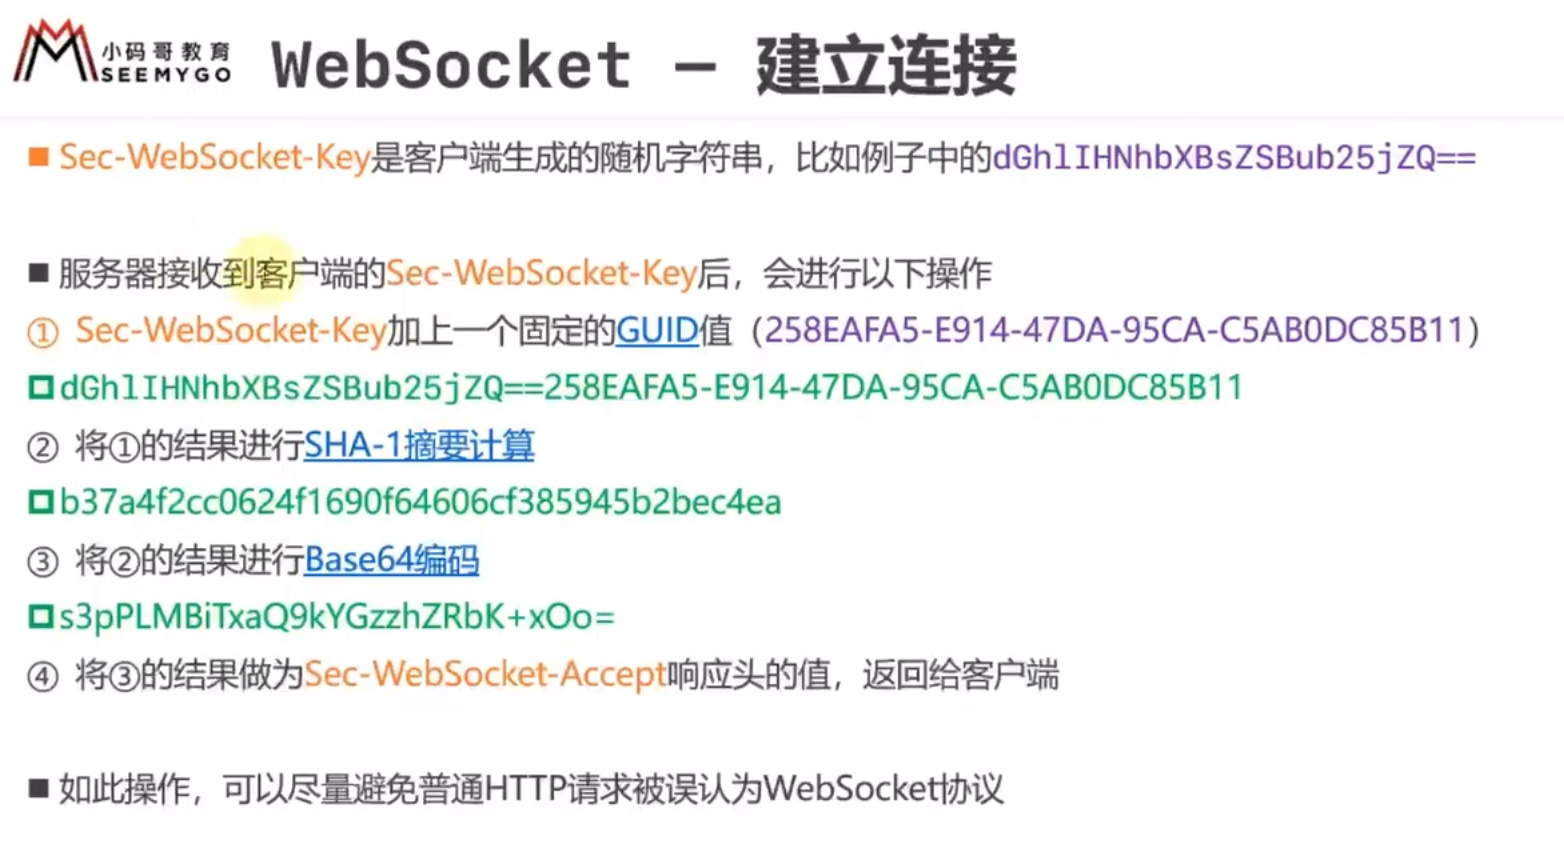 小码哥教育
SEEMYGO
WebSocket - 建立连接
Sec-WebSocket-Key是客户端生成的随机字符串，比如例子中的dGhlIHNhbXBsZSBub25jZQ==
服务器接收到客户端的Sec-WebSocket-Key后，会进行以下操作
① Sec-WebSocket-Key加上一个固定的GUID值（258EAFA5-E914-47DA-95CA-C5AB0DC85B11）
dGhlIHNhbXBsZSBub25jZQ==258EAFA5-E914-47DA-95CA-C5AB0DC85B11
② 将①的结果进行SHA-1摘要计算
b37a4f2cc0624f1690f64606cf385945b2bec4ea
③ 将②的结果进行Base64编码
s3pPLMBiTxaQ9kYGzzhZRbK+xOo=
④ 将③的结果做为Sec-WebSocket-Accept响应头的值，返回给客户端
如此操作，可以尽量避免普通HTTP请求被误认为WebSocket协议